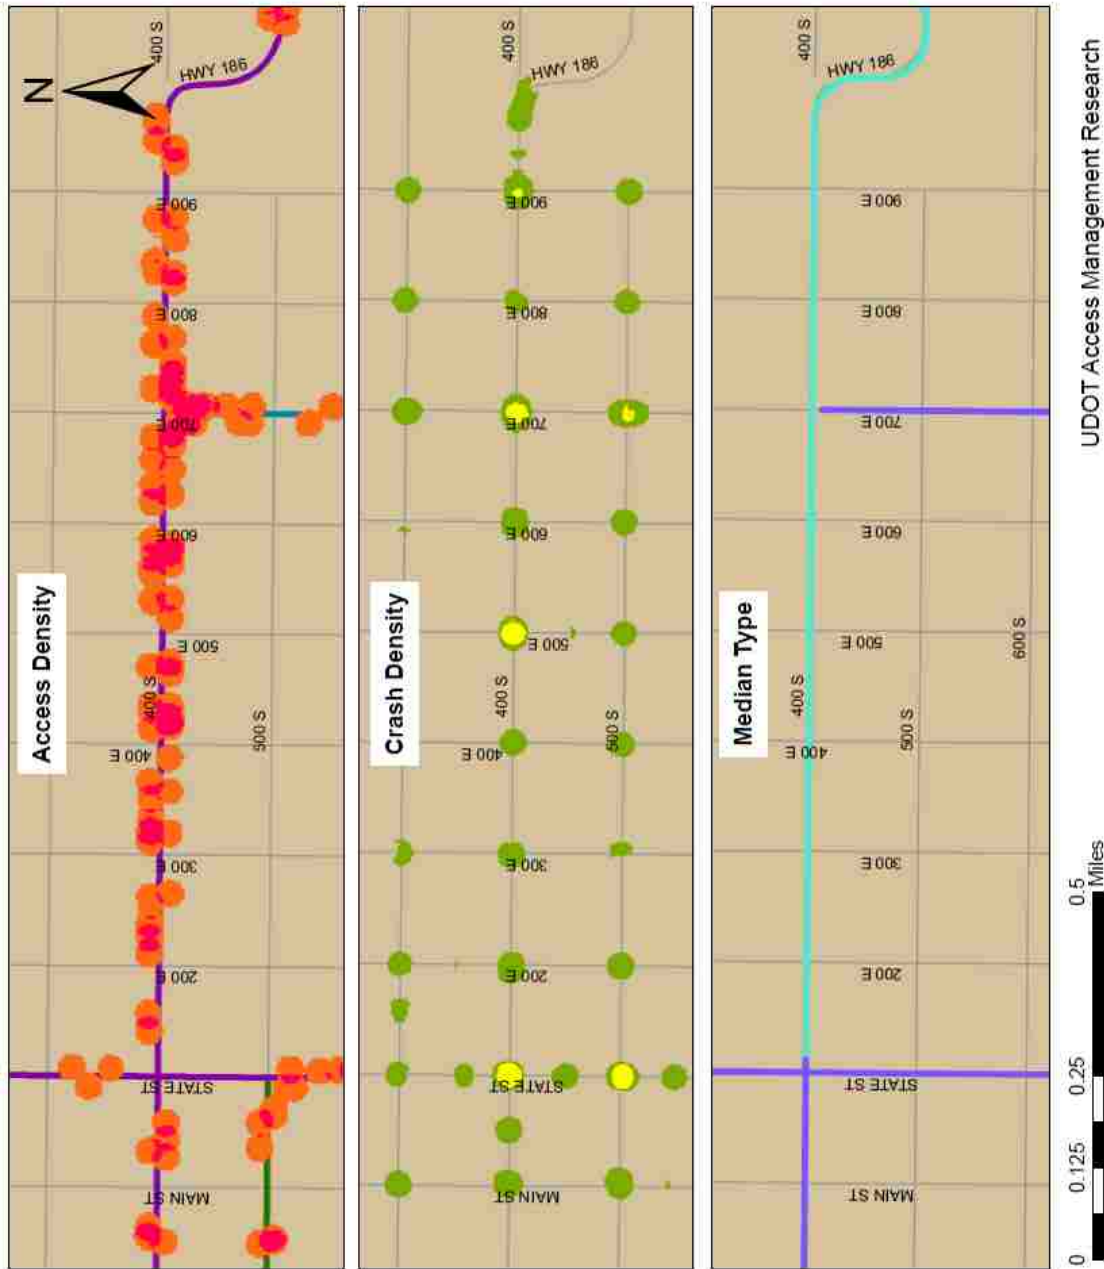 Access Density
N
400 S
HWY 186
900 E
800 E
700 E
600 E
500 E
400 S
400 E
500 S
300 E
200 E
STATE ST
MAIN ST
Crash Density
400 S
HWY 186
900 E
800 E
700 E
600 E
500 E
400 S
400 E
500 S
300 E
200 E
STATE ST
MAIN ST
Median Type
400 S
HWY 186
900 E
800 E
700 E
600 E
500 E
600 S
400 S
400 E
500 S
300 E
200 E
STATE ST
MAIN ST
0 0.125 0.25 0.5
Miles
UDOT Access Management Research